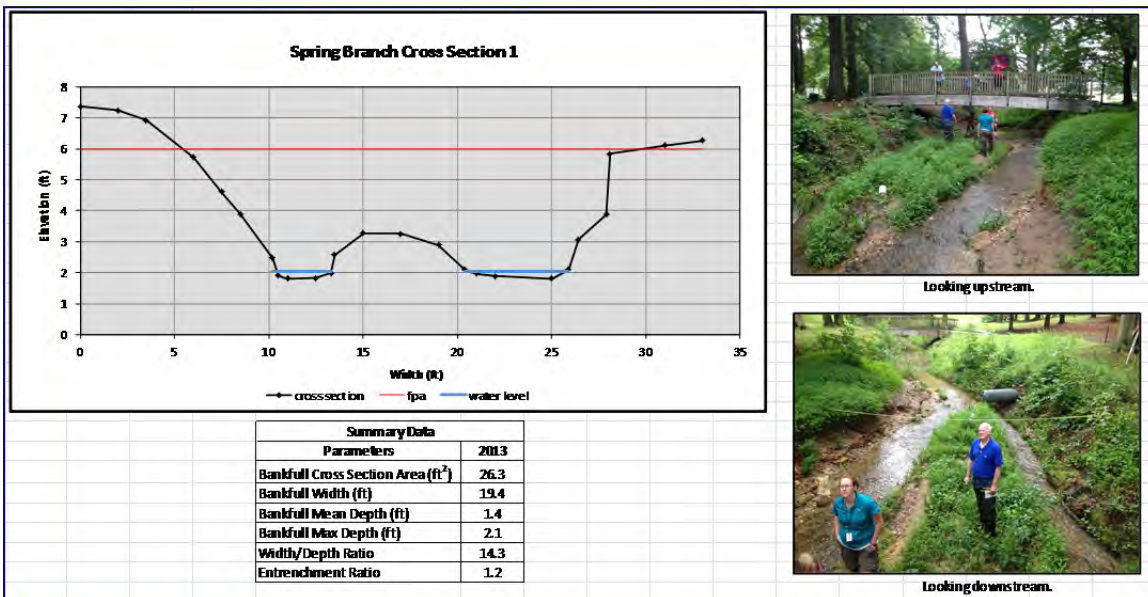 Spring Branch Cross Section 1
8
7
6
5
4
3
2
1
0
Elevation (ft)
0 5 10 15 20 25 30 35
Width (ft)
cross section fpa water level
Looking upstream.
Looking downstream.
Summary Data
Parameters 2013
Bankfull Cross Section Area (ft²) 26.3
Bankfull Width (ft) 19.4
Bankfull Mean Depth (ft) 1.4
Bankfull Max Depth (ft) 2.1
Width/Depth Ratio 14.3
Entrenchment Ratio 1.2